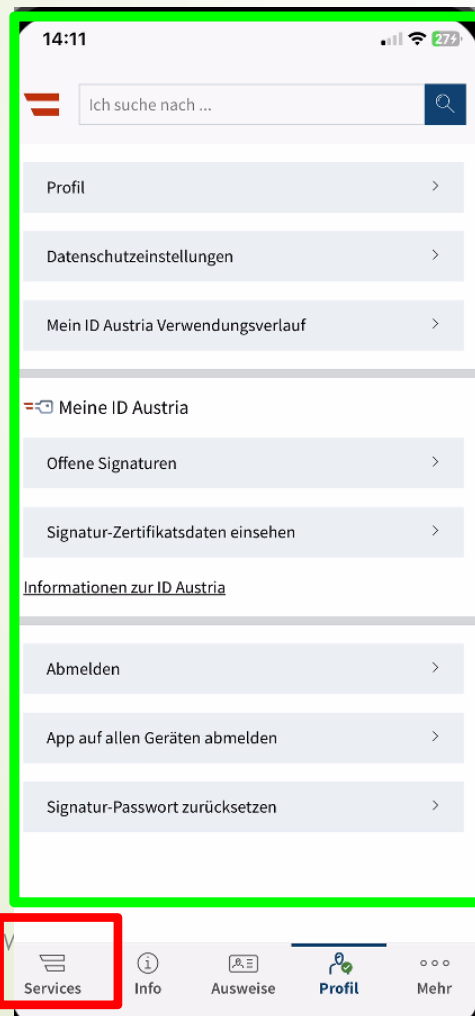 14:11
27
Ich suche nach ...
Profil
Datenschutzeinstellungen
Mein ID Austria Verwendungsverlauf
Meine ID Austria
Offene Signaturen
Signatur-Zertifikatsdaten einsehen
Informationen zur ID Austria
Abmelden
App auf allen Geräten abmelden
Signatur-Passwort zurücksetzen
Services Info Ausweise Profil Mehr